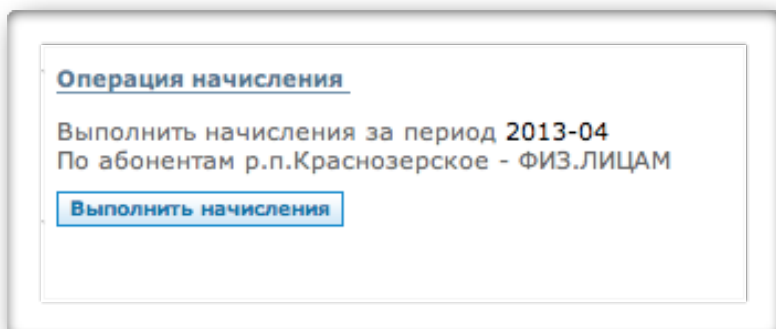 Операция начисления
Выполнить начисления за период 2013-04
По абонентам р.п.Краснозерское - ФИЗ.ЛИЦАМ
Выполнить начисления